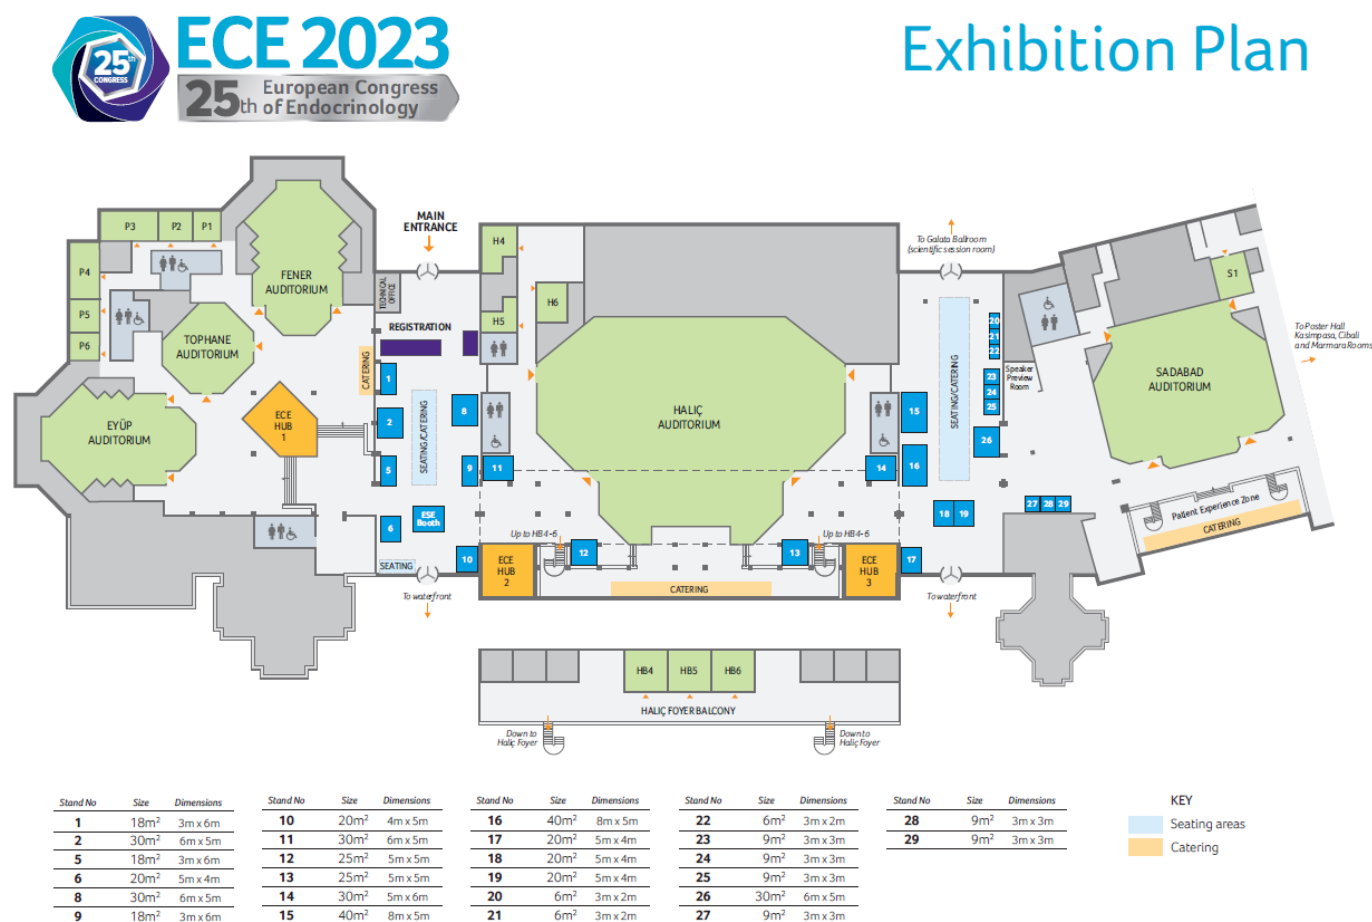 25th
CONGRESS
ECE 2023
25th European Congress
of Endocrinology
Exhibition Plan
MAIN
ENTRANCE
P3
P2
P1
P4
P5
P6
FENER
AUDITORIUM
TOPHANE
AUDITORIUM
EYÜP
AUDITORIUM
ECE
HUB
1
TECHNICAL
OFFICE
REGISTRATION
CATERING
1
2
5
6
SEATING/CATERING
8
9
ESE
Booth
10
SEATING
To waterfront
H4
H5
H6
11
HALIÇ
AUDITORIUM
Up to HB4-6
12
ECE
HUB
2
CATERING
Up to HB4-6
13
ECE
HUB
3
14
15
16
17
18
19
To Galata Ballroom
(scientific session room)
SEATING/CATERING
20
21
22
23
24
25
26
Speaker
Preview
Room
27
28
29
To waterfront
S1
SADABAD
AUDITORIUM
To Poster Hall
Kasimpasa, Cibali
and Marmara Rooms
Patient Experience Zone
CATERING
HB4
HB5
HB6
HALIÇ FOYER BALCONY
Down to
Haliç Foyer
Down to
Haliç Foyer
Stand No Size Dimensions
1 18m² 3m x 6m
2 30m² 6m x 5m
5 18m² 3m x 6m
6 20m² 5m x 4m
8 30m² 6m x 5m
9 18m² 3m x 6m
Stand No Size Dimensions
10 20m² 4m x 5m
11 30m² 6m x 5m
12 25m² 5m x 5m
13 25m² 5m x 5m
14 30m² 5m x 6m
15 40m² 8m x 5m
Stand No Size Dimensions
16 40m² 8m x 5m
17 20m² 5m x 4m
18 20m² 5m x 4m
19 20m² 5m x 4m
20 6m² 3m x 2m
21 6m² 3m x 2m
Stand No Size Dimensions
22 6m² 3m x 2m
23 9m² 3m x 3m
24 9m² 3m x 3m
25 9m² 3m x 3m
26 30m² 6m x 5m
27 9m² 3m x 3m
Stand No Size Dimensions
28 9m² 3m x 3m
29 9m² 3m x 3m
KEY
Seating areas
Catering